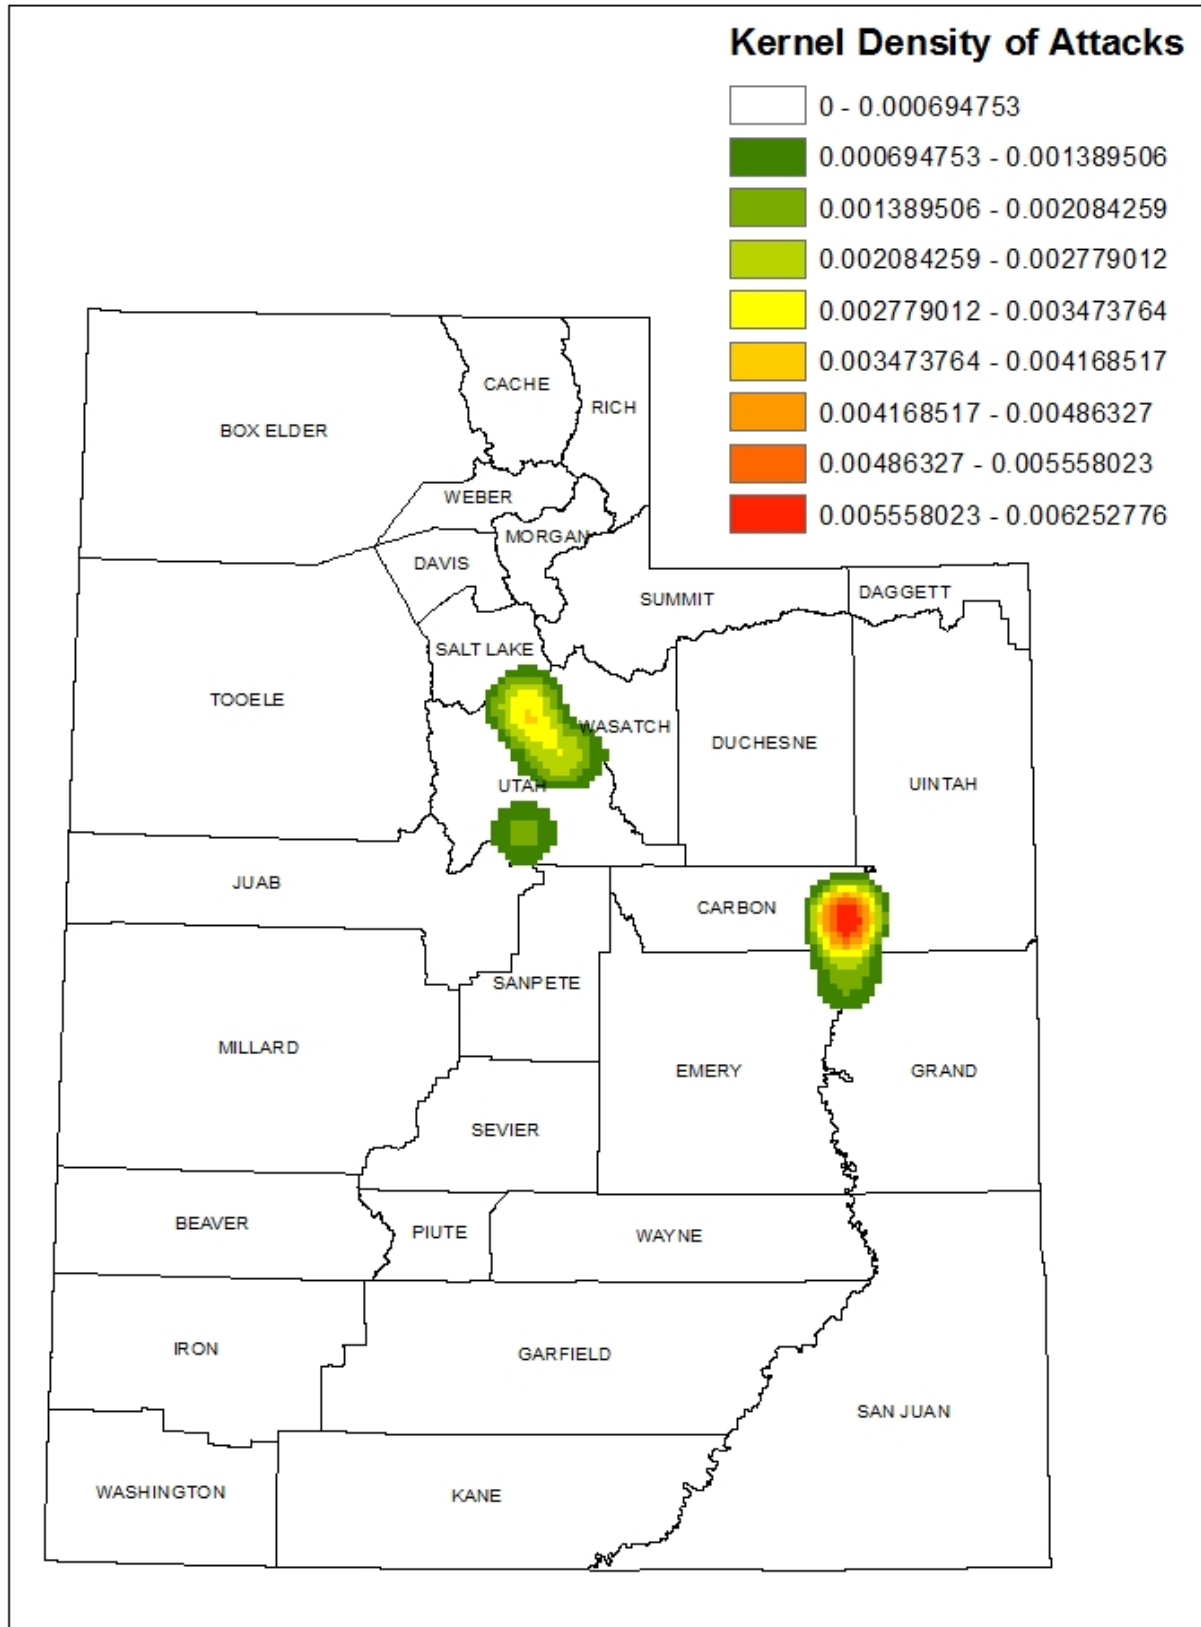 Kernel Density of Attacks
0 - 0.000694753
0.000694753 - 0.001389506
0.001389506 - 0.002084259
0.002084259 - 0.002779012
0.002779012 - 0.003473764
0.003473764 - 0.004168517
0.004168517 - 0.00486327
0.00486327 - 0.005558023
0.005558023 - 0.006252776
CACHE
RICH
BOX ELDER
WEBER
MORGAN
DAVIS
DAGGETT
SUMMIT
SALT LAKE
TOOELE
WASATCH
DUCHESNE
UINTAH
UTAH
JUAB
CARBON
SANPETE
MILLARD
EMERY
GRAND
SEVIER
BEAVER
PIUTE
WAYNE
IRON
GARFIELD
SAN JUAN
WASHINGTON
KANE